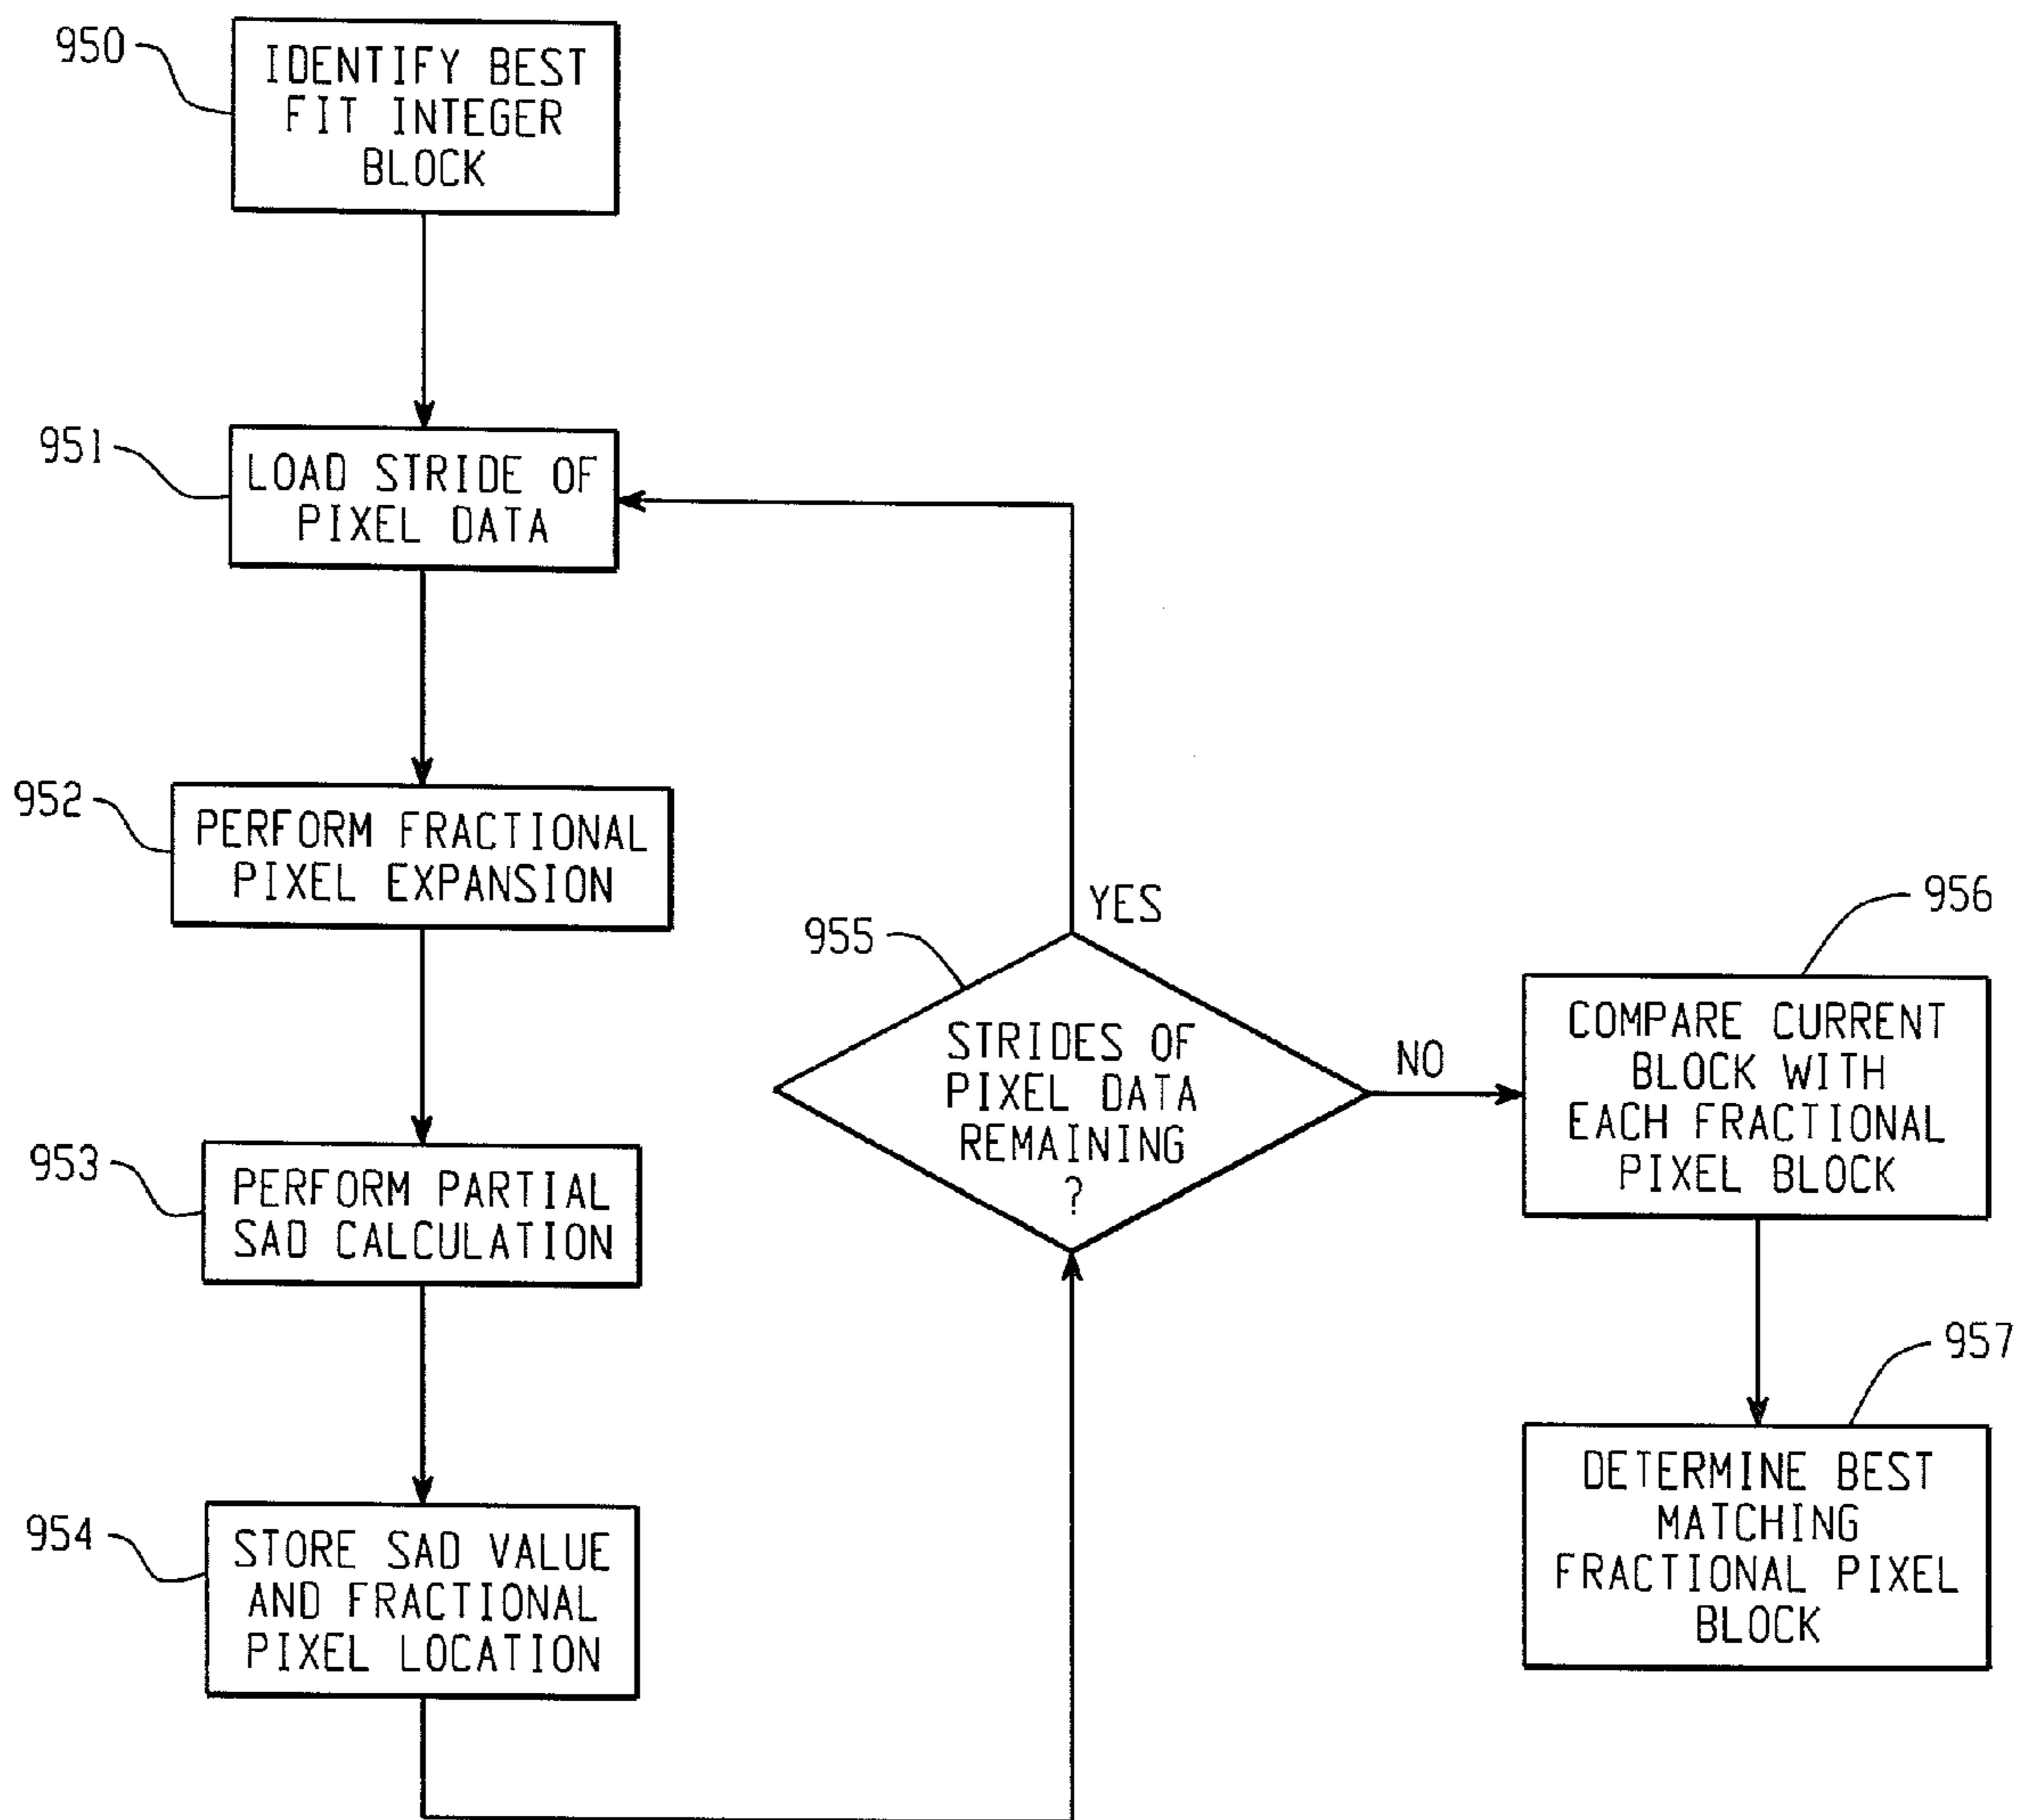 950
IDENTIFY BEST
FIT INTEGER
BLOCK
951
LOAD STRIDE OF
PIXEL DATA
952
PERFORM FRACTIONAL
PIXEL EXPANSION
953
PERFORM PARTIAL
SAD CALCULATION
954
STORE SAD VALUE
AND FRACTIONAL
PIXEL LOCATION
955
STRIDES OF
PIXEL DATA
REMAINING
?
YES
NO
956
COMPARE CURRENT
BLOCK WITH
EACH FRACTIONAL
PIXEL BLOCK
957
DETERMINE BEST
MATCHING
FRACTIONAL PIXEL
BLOCK